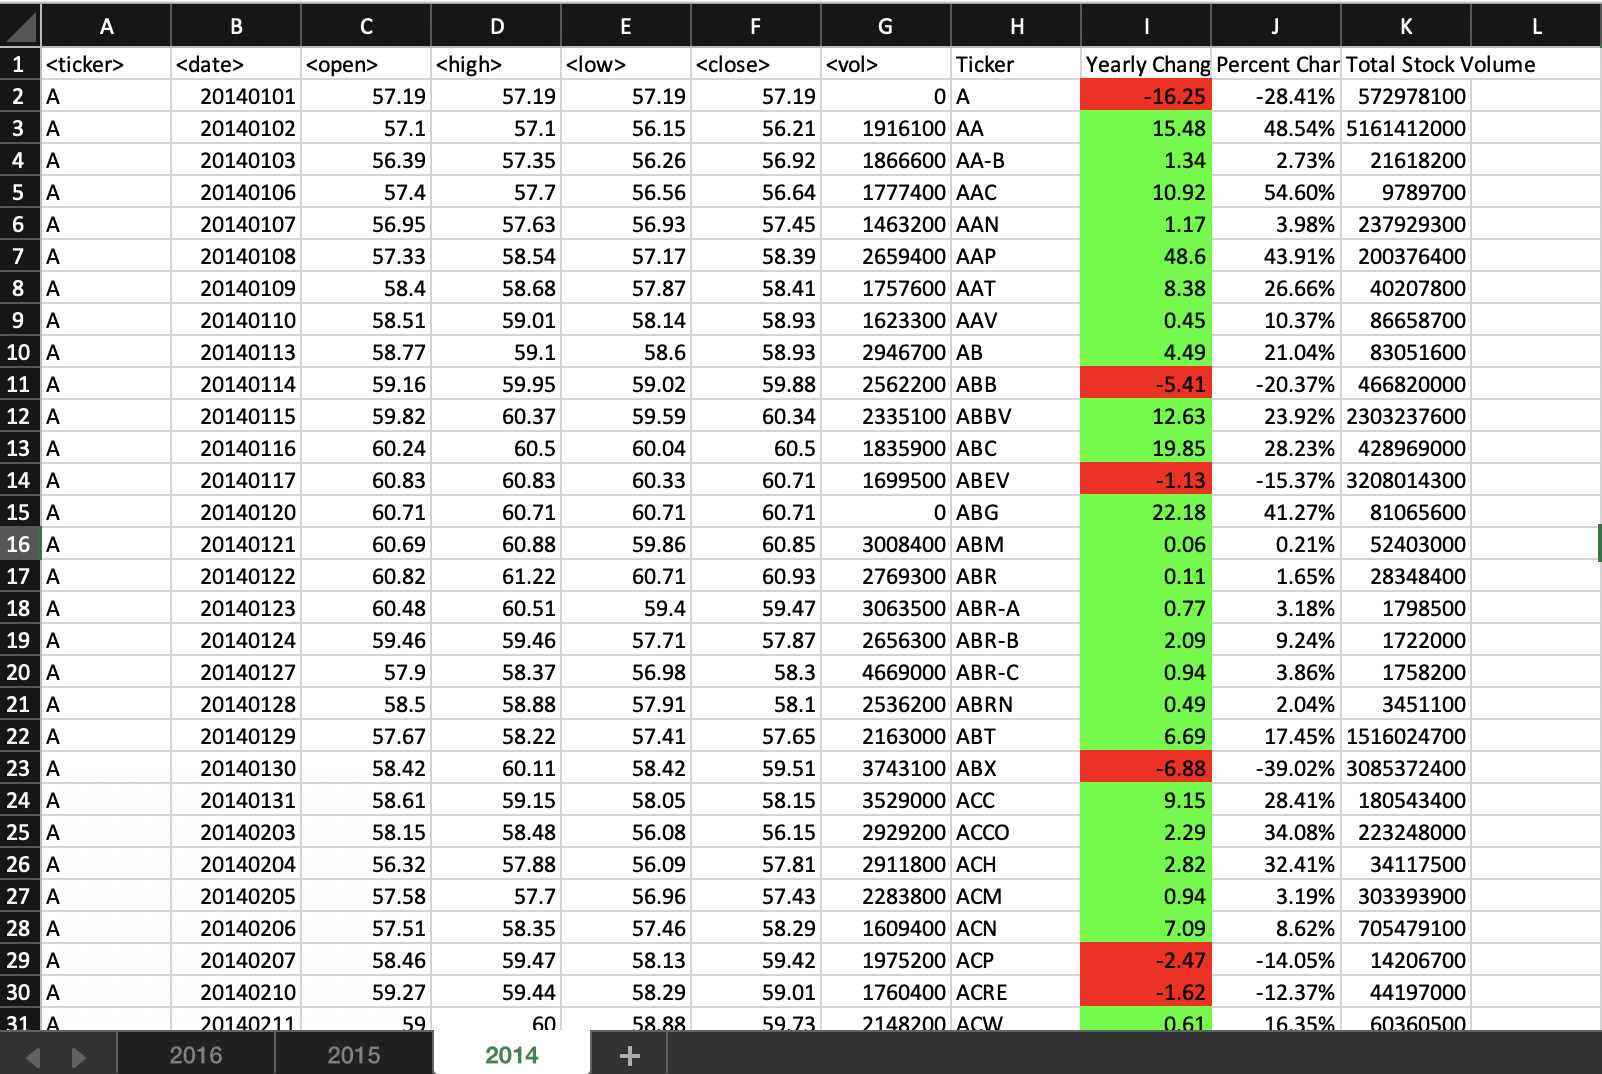 A B C D E F G H I J K L
1 <ticker> <date> <open> <high> <low> <close> <vol> Ticker Yearly Chang Percent Char Total Stock Volume
2 A 20140101 57.19 57.19 57.19 57.19 0 A -16.25 -28.41% 572978100
3 A 20140102 57.1 57.1 56.15 56.21 1916100 AA 15.48 48.54% 5161412000
4 A 20140103 56.39 57.35 56.26 56.92 1866600 AA-B 1.34 2.73% 21618200
5 A 20140106 57.4 57.7 56.56 56.64 1777400 AAC 10.92 54.60% 9789700
6 A 20140107 56.95 57.63 56.93 57.45 1463200 AAN 1.17 3.98% 237929300
7 A 20140108 57.33 58.54 57.17 58.39 2659400 AAP 48.6 43.91% 200376400
8 A 20140109 58.4 58.68 57.87 58.41 1757600 AAT 8.38 26.66% 40207800
9 A 20140110 58.51 59.01 58.14 58.93 1623300 AAV 0.45 10.37% 86658700
10 A 20140113 58.77 59.1 58.6 58.93 2946700 AB 4.49 21.04% 83051600
11 A 20140114 59.16 59.95 59.02 59.88 2562200 ABB -5.41 -20.37% 466820000
12 A 20140115 59.82 60.37 59.59 60.34 2335100 ABBV 12.63 23.92% 2303237600
13 A 20140116 60.24 60.5 60.04 60.5 1835900 ABC 19.85 28.23% 428969000
14 A 20140117 60.83 60.83 60.33 60.71 1699500 ABEV -1.13 -15.37% 3208014300
15 A 20140120 60.71 60.71 60.71 60.71 0 ABG 22.18 41.27% 81065600
16 A 20140121 60.69 60.88 59.86 60.85 3008400 ABM 0.06 0.21% 52403000
17 A 20140122 60.82 61.22 60.71 60.93 2769300 ABR 0.11 1.65% 28348400
18 A 20140123 60.48 60.51 59.4 59.47 3063500 ABR-A 0.77 3.18% 1798500
19 A 20140124 59.46 59.46 57.71 57.87 2656300 ABR-B 2.09 9.24% 1722000
20 A 20140127 57.9 58.37 56.98 58.3 4669000 ABR-C 0.94 3.86% 1758200
21 A 20140128 58.5 58.88 57.91 58.1 2536200 ABRN 0.49 2.04% 3451100
22 A 20140129 57.67 58.22 57.41 57.65 2163000 ABT 6.69 17.45% 1516024700
23 A 20140130 58.42 60.11 58.42 59.51 3743100 ABX -6.88 -39.02% 3085372400
24 A 20140131 58.61 59.15 58.05 58.15 3529000 ACC 9.15 28.41% 180543400
25 A 20140203 58.15 58.48 56.08 56.15 2929200 ACCO 2.29 34.08% 223248000
26 A 20140204 56.32 57.88 56.09 57.81 2911800 ACH 2.82 32.41% 34117500
27 A 20140205 57.58 57.7 56.96 57.43 2283800 ACM 0.94 3.19% 303393900
28 A 20140206 57.51 58.35 57.46 58.29 1609400 ACN 7.09 8.62% 705479100
29 A 20140207 58.46 59.47 58.13 59.42 1975200 ACP -2.47 -14.05% 14206700
30 A 20140210 59.27 59.44 58.29 59.01 1760400 ACRE -1.62 -12.37% 44197000
31 A 20140211 59 60 58.88 59.73 2148200 ACW 0.61 16.35% 60360500
2016 2015 2014 +